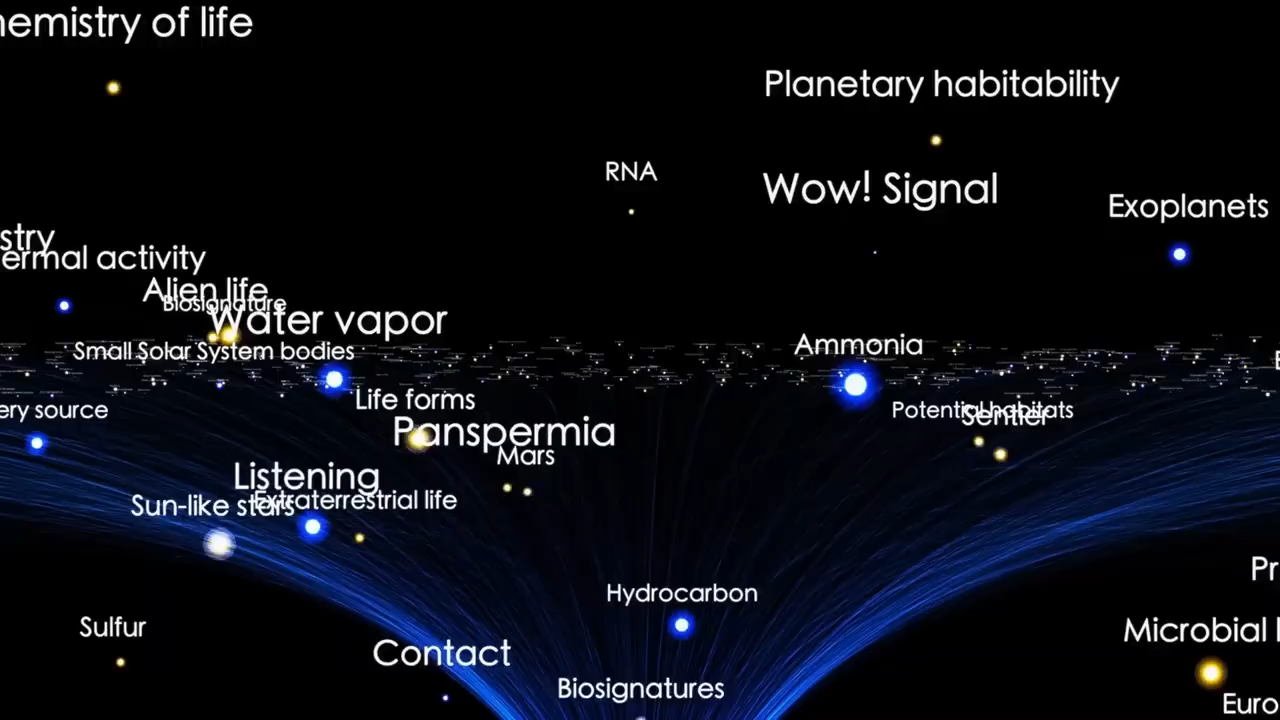 hemistry of life
Planetary habitability
RNA
Wow! Signal
Exoplanets
stry
ermal activity
Alien life
Biosignature
Water vapor
Ammonia
Small Solar System bodies
Life forms
ery source
Potential habitats
Sentier
Panspermia
Mars
Listening
Extraterrestrial life
Sun-like stars
Pr
Hydrocarbon
Sulfur
Microbial
Contact
Biosignatures
Euro